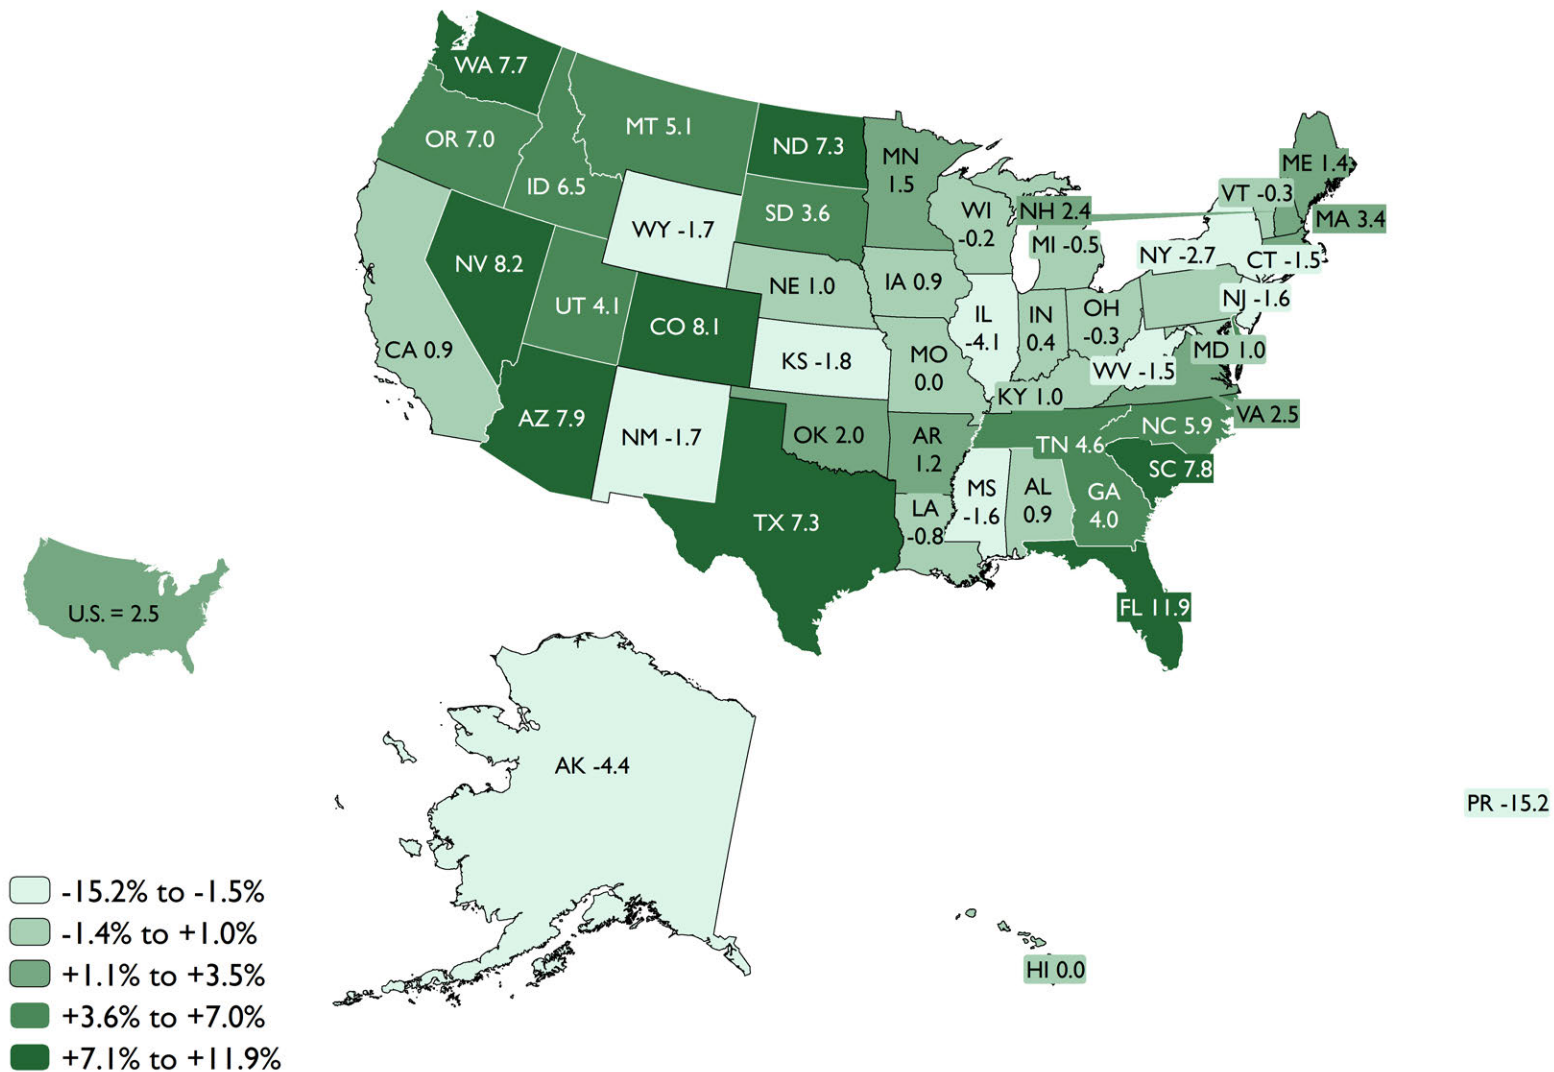 WA 7.7
OR 7.0
MT 5.1
ID 6.5
ND 7.3
MN
1.5
SD 3.6
WY -1.7
WI
-0.2
NH 2.4
MI -0.5
VT -0.3
ME 1.4
MA 3.4
NY -2.7
CT -1.5
NJ -1.6
NV 8.2
UT 4.1
CO 8.1
NE 1.0
IA 0.9
IL
-4.1
IN
0.4
OH
-0.3
MD 1.0
WV -1.5
CA 0.9
KS -1.8
MO
0.0
KY 1.0
VA 2.5
AZ 7.9
NM -1.7
OK 2.0
AR
1.2
TN 4.6
NC 5.9
SC 7.8
TX 7.3
LA
-0.8
MS
-1.6
AL
0.9
GA
4.0
FL 11.9
U.S. = 2.5
AK -4.4
PR -15.2
HI 0.0
-15.2% to -1.5%
-1.4% to +1.0%
+1.1% to +3.5%
+3.6% to +7.0%
+7.1% to +11.9%